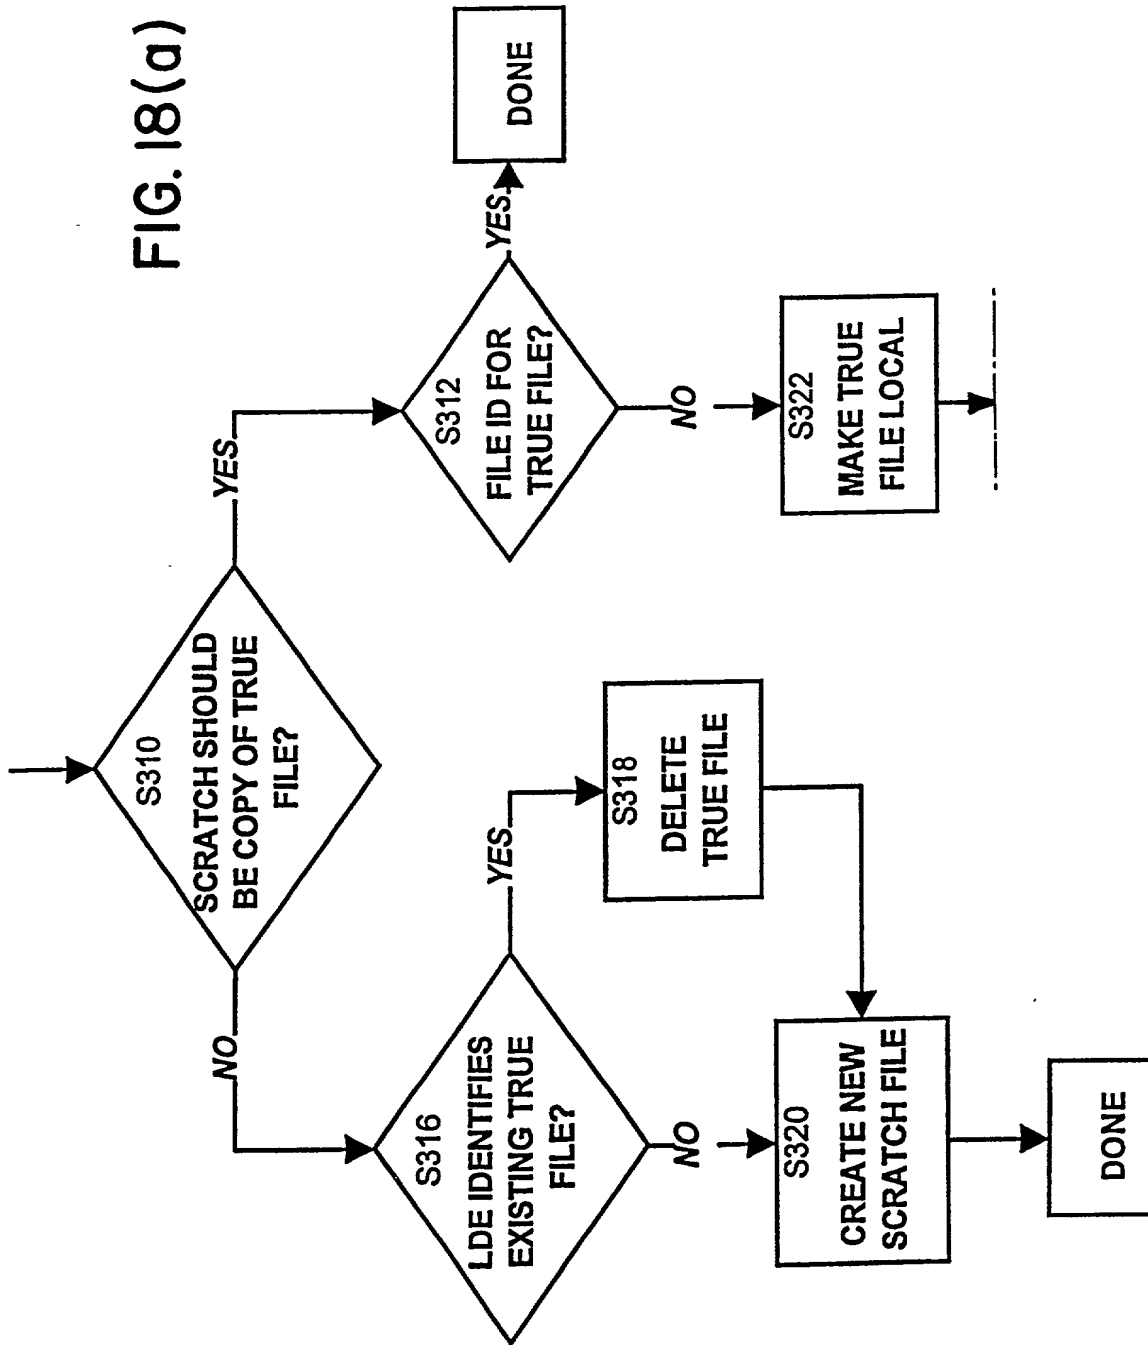 FIG. 18(a)
S310
SCRATCH SHOULD
BE COPY OF TRUE
FILE?
YES
NO
S312
FILE ID FOR
TRUE FILE?
YES
DONE
NO
S322
MAKE TRUE
FILE LOCAL
S316
LDE IDENTIFIES
EXISTING TRUE
FILE?
YES
S318
DELETE
TRUE FILE
NO
S320
CREATE NEW
SCRATCH FILE
DONE